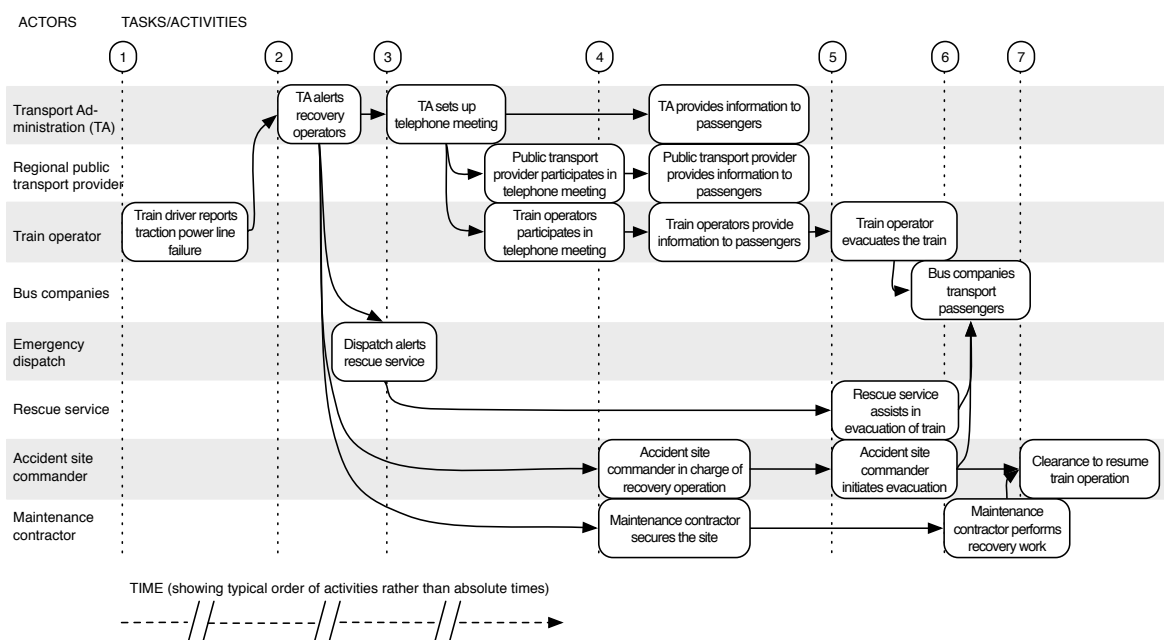 ACTORS
TASKS/ACTIVITIES
1
2
3
4
5
6
7
Transport Ad-
ministration (TA)
TA alerts
recovery
operators
TA sets up
telephone meeting
TA provides information to
passengers
Regional public
transport provider
Public transport
provider participates in
telephone meeting
Public transport provider
provides information to
passengers
Train operator
Train driver reports
traction power line
failure
Train operators
participates in
telephone meeting
Train operators provide
information to passengers
Train operator
evacuates the train
Bus companies
Bus companies
transport
passengers
Emergency
dispatch
Dispatch alerts
rescue service
Rescue service
Rescue service
assists in
evacuation of train
Accident site
commander
Accident site
commander in charge of
recovery operation
Accident site
commander
initiates evacuation
Clearance to resume
train operation
Maintenance
contractor
Maintenance contractor
secures the site
Maintenance
contractor performs
recovery work
TIME (showing typical order of activities rather than absolute times)